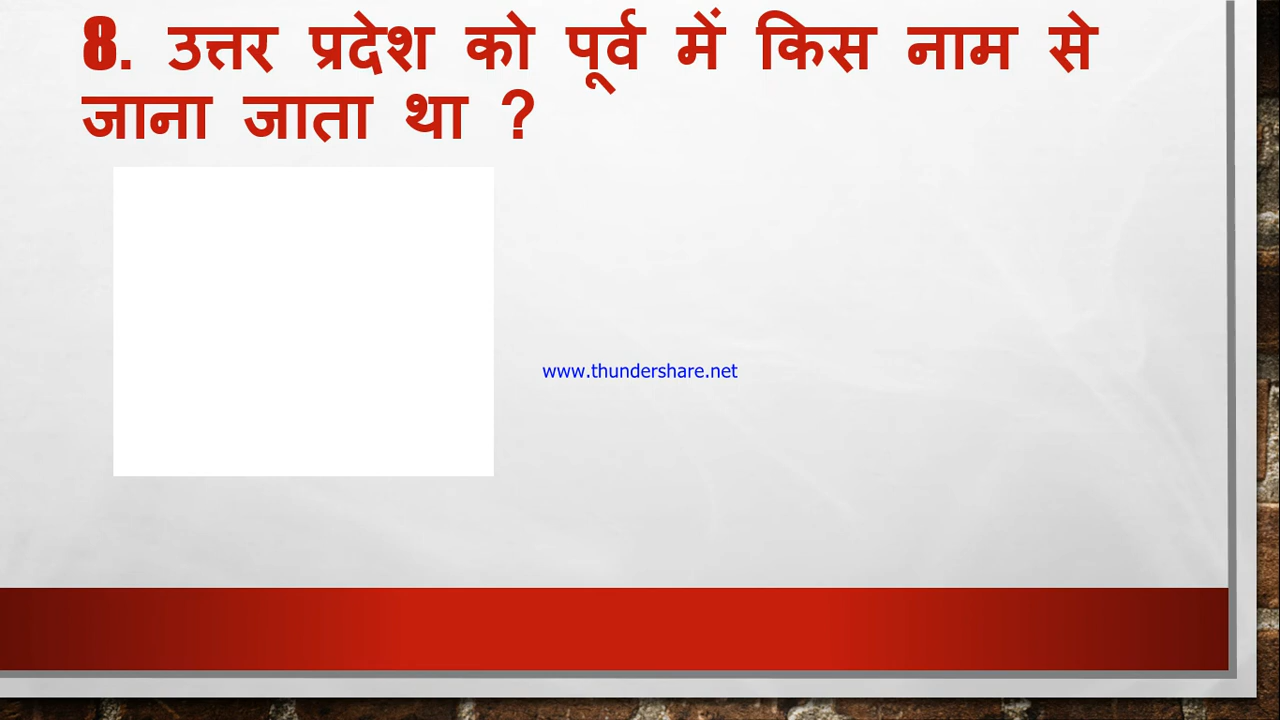 8. उत्तर प्रदेश को पूर्व में किस नाम से
जाना जाता था ?
www.thundershare.net